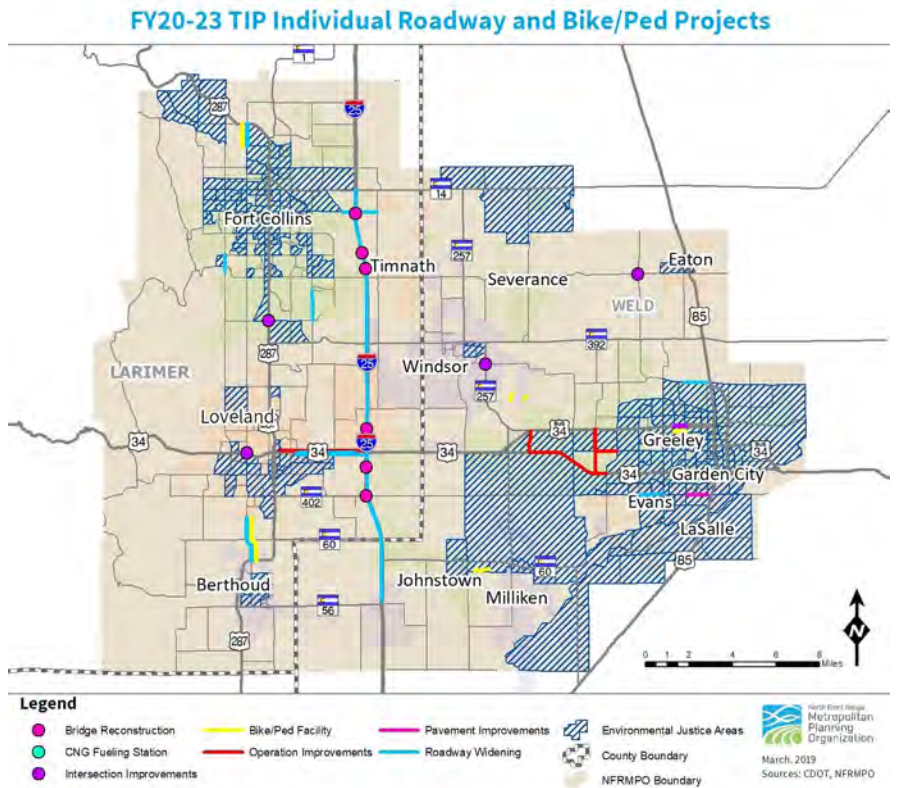 FY20-23 TIP Individual Roadway and Bike/Ped Projects
1
287
25
14
Fort Collins
257
Timnath
Eaton
Severance
WELD
85
392
287
25
LARIMER
Windsor
257
Loveland
34
25
34
34
34
Greeley
34
Garden City
34
402
Evans
LaSalle
60
85
60
Berthoud
Johnstown
Milliken
56
287
N
0 1 2 4 6 8
Miles
Legend
Bridge Reconstruction
CNG Fueling Station
Intersection Improvements
Bike/Ped Facility
Operation Improvements
Pavement Improvements
Roadway Widening
Environmental Justice Areas
County Boundary
NFRMPO Boundary
North Front Range
Metropolitan
Planning
Organization
March, 2019
Sources: CDOT, NFRMPO